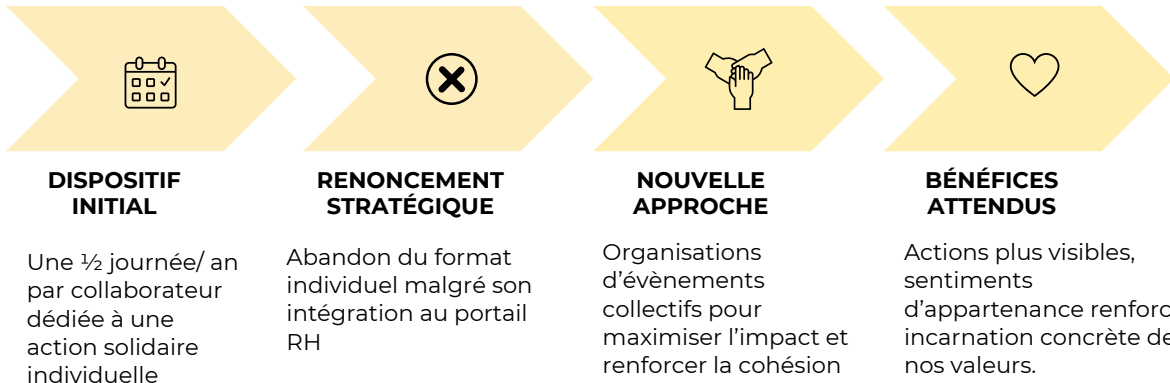 DISPOSITIF
INITIAL
Une ½ journée/ an
par collaborateur
dédiée à une
action solidaire
individuelle
RENONCEMENT
STRATÉGIQUE
Abandon du format
individuel malgré son
intégration au portail
RH
NOUVELLE
APPROCHE
Organisations
d’évènements
collectifs pour
maximiser l’impact et
renforcer la cohésion
BÉNÉFICES
ATTENDUS
Actions plus visibles,
sentiments
d’appartenance
incarnation concrète
nos valeurs.